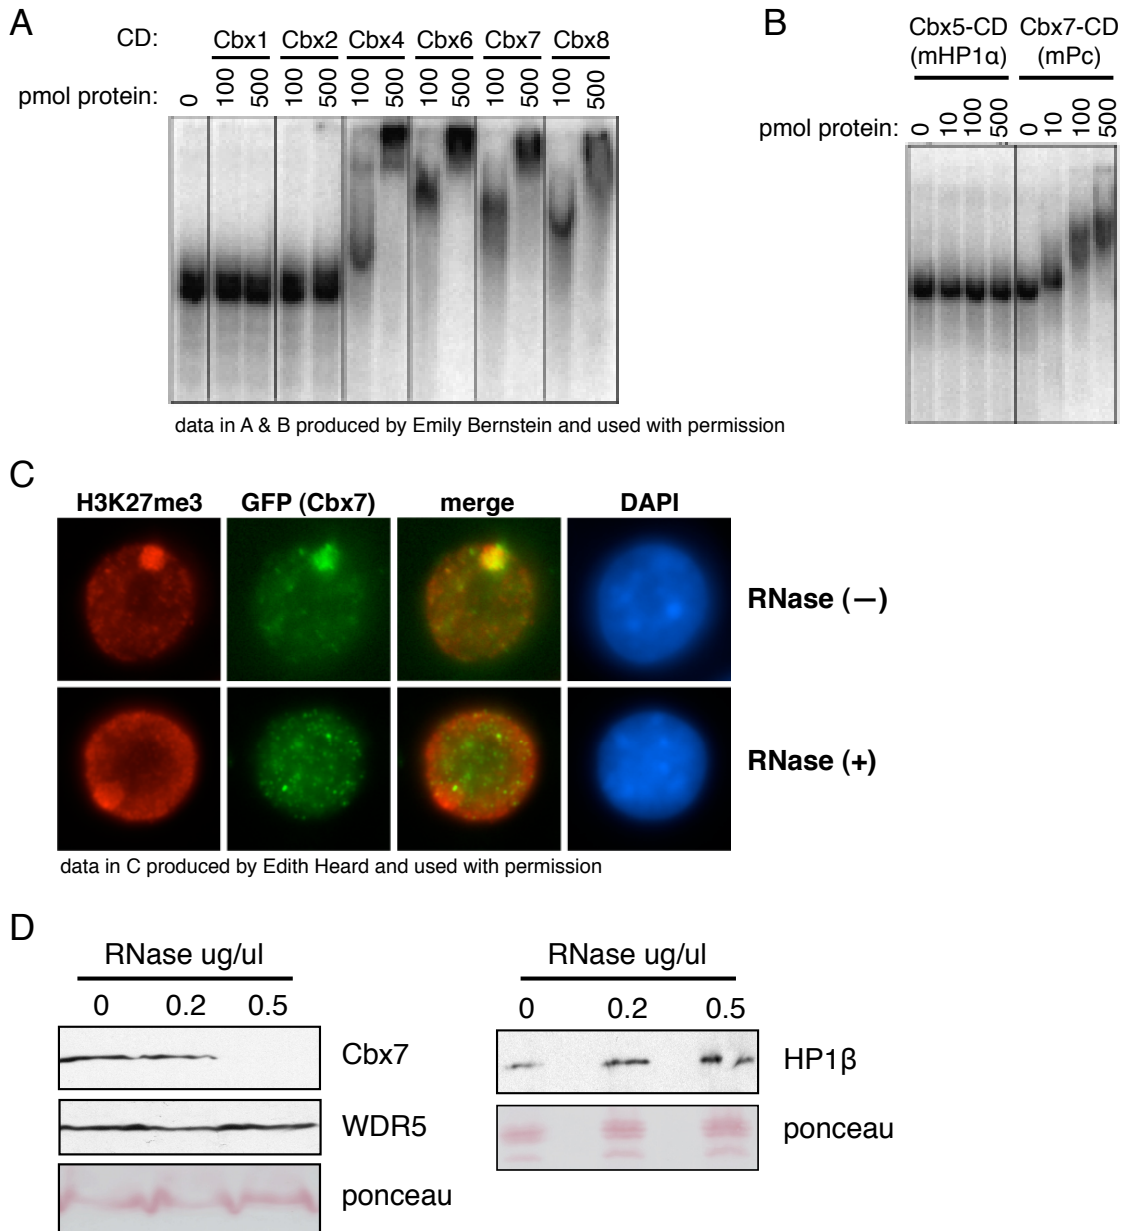 A
CD: Cbx1 Cbx2 Cbx4 Cbx6 Cbx7 Cbx8
pmol protein: 0 100 500 100 500 100 500 100 500 100 500 100 500
data in A & B produced by Emily Bernstein and used with permission
B
Cbx5-CD Cbx7-CD
(mHP1α) (mPc)
pmol protein: 0 10 100 500 0 10 100 500
C
H3K27me3 GFP (Cbx7) merge DAPI
RNase (—)
RNase (+)
data in C produced by Edith Heard and used with permission
D
RNase ug/ul
0 0.2 0.5
Cbx7
WDR5
ponceau
RNase ug/ul
0 0.2 0.5
HP1β
ponceau